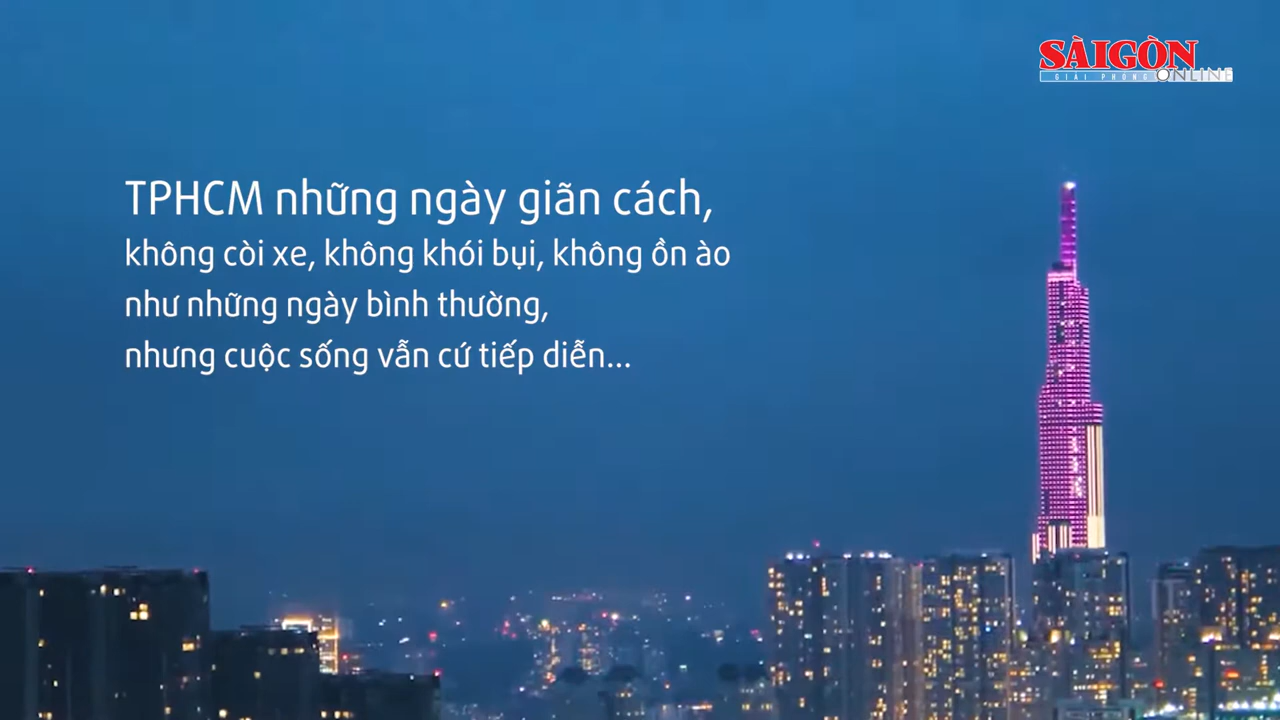 SÀIGÒN
GIẢI PHÓNG ONLINE
TPHCM những ngày giãn cách,
không còi xe, không khói bụi, không ồn ào
như những ngày bình thường,
nhưng cuộc sống vẫn cứ tiếp diễn...